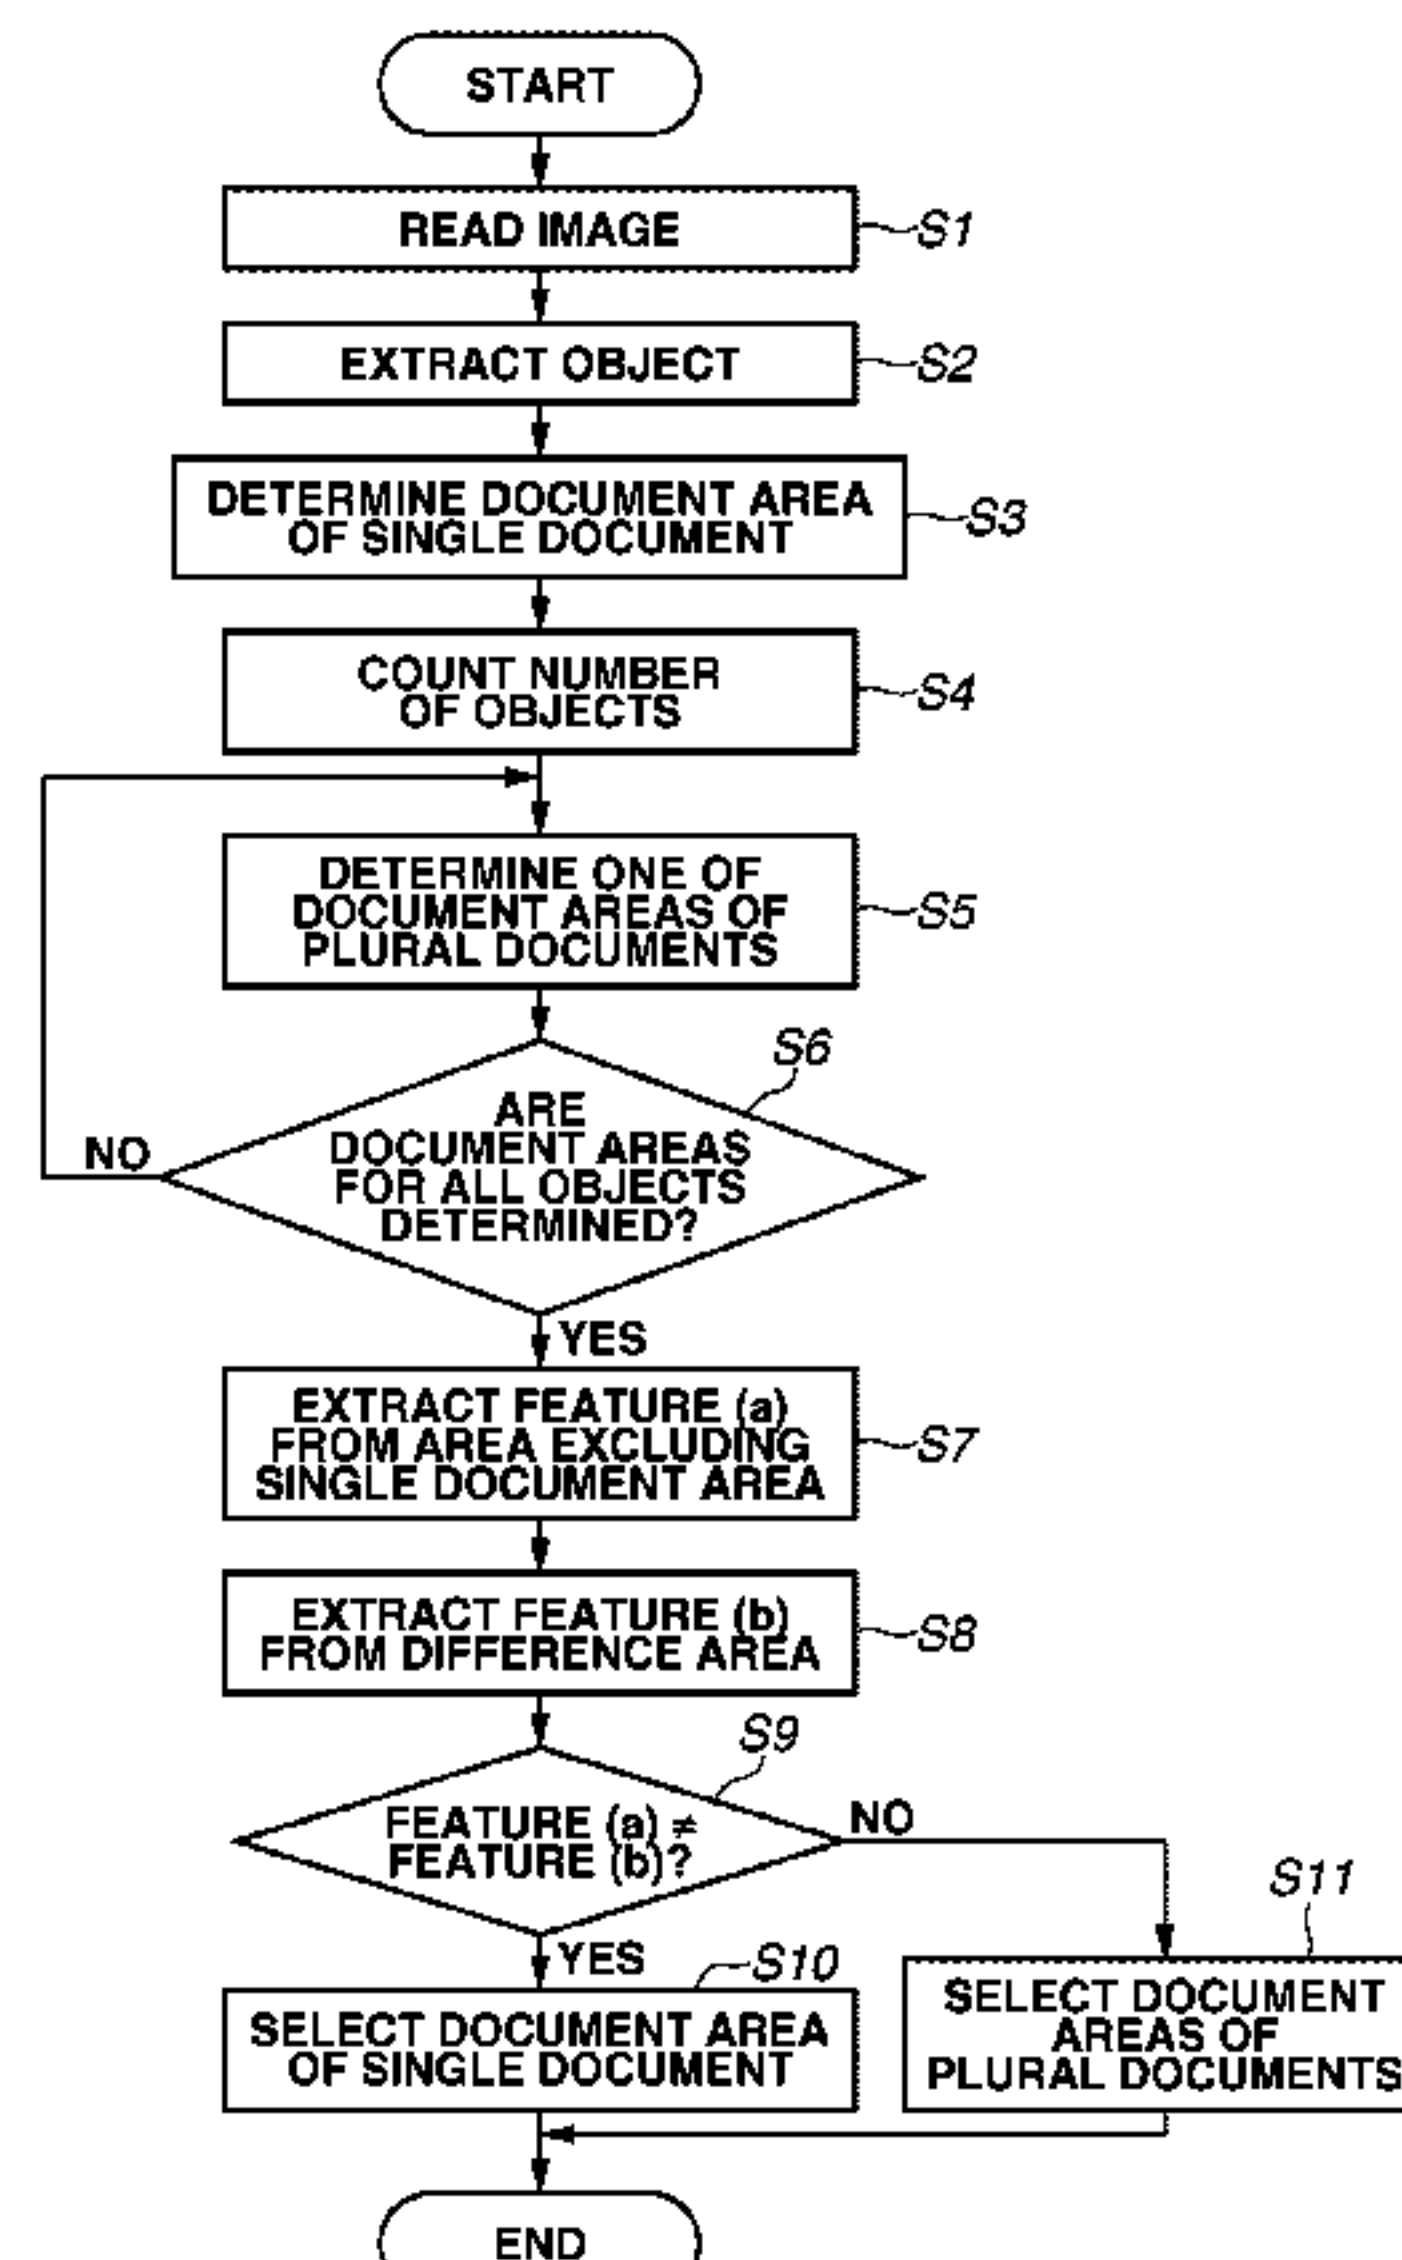 START
READ IMAGE
S1
EXTRACT OBJECT
S2
DETERMINE DOCUMENT AREA
OF SINGLE DOCUMENT
S3
COUNT NUMBER
OF OBJECTS
S4
DETERMINE ONE OF
DOCUMENT AREAS OF
PLURAL DOCUMENTS
S5
S6
ARE
DOCUMENT AREAS
FOR ALL OBJECTS
DETERMINED?
NO
YES
EXTRACT FEATURE (a)
FROM AREA EXCLUDING
SINGLE DOCUMENT AREA
S7
EXTRACT FEATURE (b)
FROM DIFFERENCE AREA
S8
S9
FEATURE (a) ≠
FEATURE (b)?
NO
YES
S10
SELECT DOCUMENT AREA
OF SINGLE DOCUMENT
S11
SELECT DOCUMENT
AREAS OF
PLURAL DOCUMENTS
END